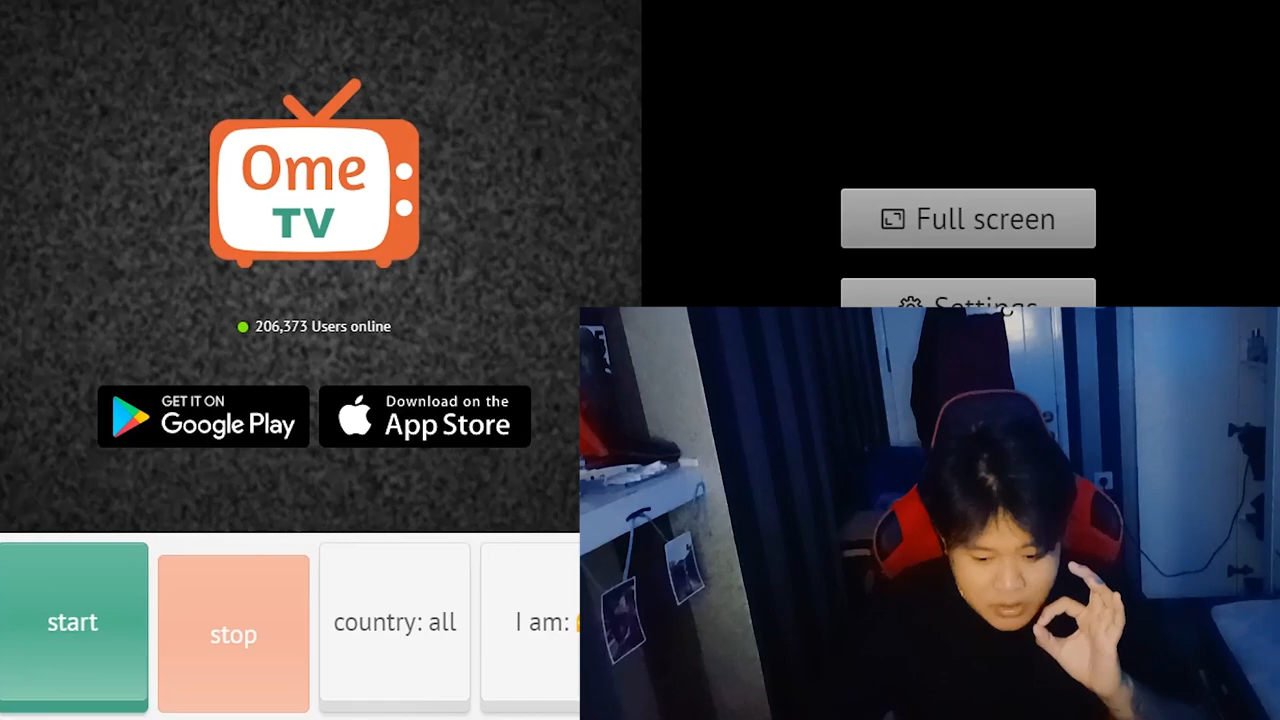 Ome
TV
206,373 Users online
GET IT ON
Google Play
Download on the
App Store
start
stop
country: all
I am:
Full screen
Settings